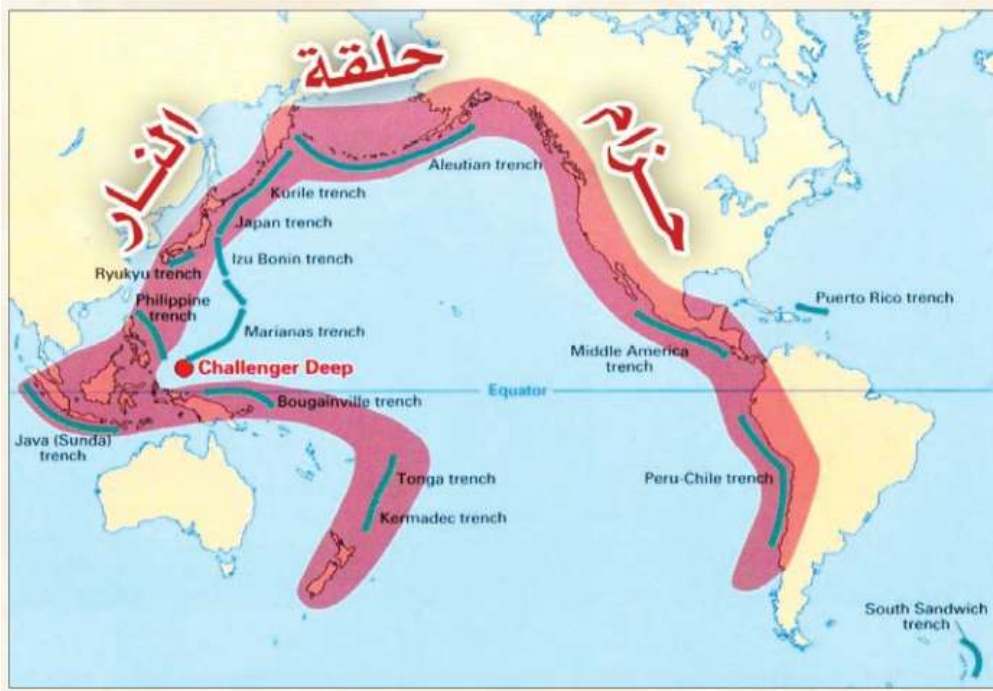 حلقة
النار
حزام
Aleutian trench
Kurile trench
Japan trench
Izu Bonin trench
Ryukyu trench
Philippine
trench
Marianas trench
Challenger Deep
Puerto Rico trench
Middle America
trench
Equator
Bougainville trench
Java (Sunda)
trench
Tonga trench
Kermadec trench
Peru-Chile trench
South Sandwich
trench